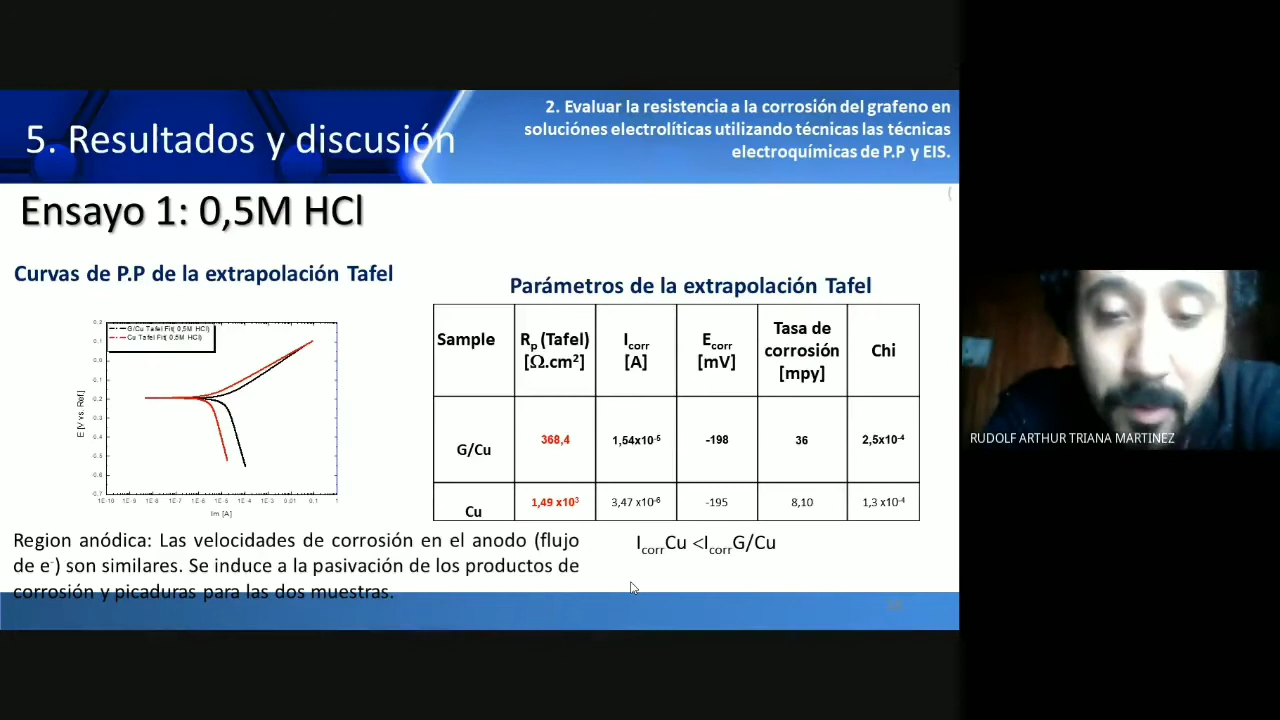 5. Resultados y discusión
2. Evaluar la resistencia a la corrosión del grafeno en
soluciónes electrolíticas utilizando técnicas las técnicas
electroquímicas de P.P y EIS.
Ensayo 1: 0,5M HCl
Curvas de P.P de la extrapolación Tafel
G/Cu Tafel Fit( 0,5M HCl)
Cu Tafel Fit( 0.5M HCl)
E [V vs. Ref.]
Im [A]
Parámetros de la extrapolación Tafel
Sample Rp (Tafel) [Ω.cm²] Icorr [A] Ecorr [mV] Tasa de corrosión [mpy] Chi
G/Cu 368,4 1,54x10⁻⁵ -198 36 2,5x10⁻⁴
Cu 1,49 x10³ 3,47 x10⁻⁶ -195 8,10 1,3 x10⁻⁴
Region anódica: Las velocidades de corrosión en el anodo (flujo
de e⁻) son similares. Se induce a la pasivación de los productos de
corrosión y picaduras para las dos muestras.
IcorrCu <IcorrG/Cu
RUDOLF ARTHUR TRIANA MARTINEZ